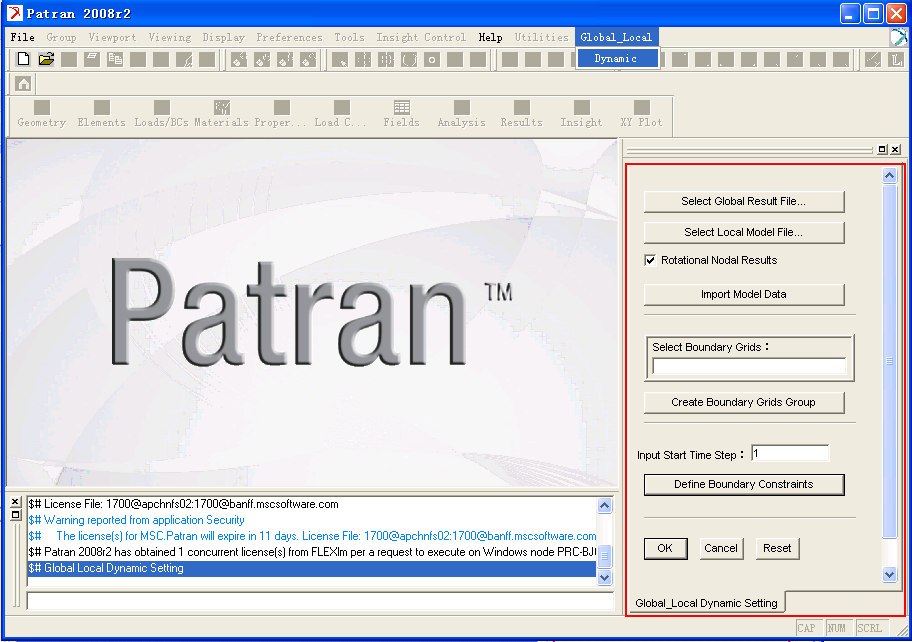 Patran 2008r2
File Group Viewport Viewing Display Preferences Tools Insight Control Help Utilities Global_Local
Dynamic
Geometry Elements Loads/BCs Materials Proper... Load C... Fields Analysis Results Insight XY Plot
Patran™
Select Global Result File...
Select Local Model File...
Rotational Nodal Results
Import Model Data
Select Boundary Grids：
Create Boundary Grids Group
Input Start Time Step： 1
Define Boundary Constraints
OK Cancel Reset
Global_Local Dynamic Setting
$# License File: 1700@apchnfs02:1700@banff.mscsoftware.com
$# Warning reported from application Security
$# The license(s) for MSC.Patran will expire in 11 days. License File: 1700@apchnfs02:1700@banff.mscsoftware.com
$# Patran 2008r2 has obtained 1 concurrent license(s) from FLEXlm per a request to execute on Windows node PRC-BJ
$# Global Local Dynamic Setting
CAP NUM SCRL